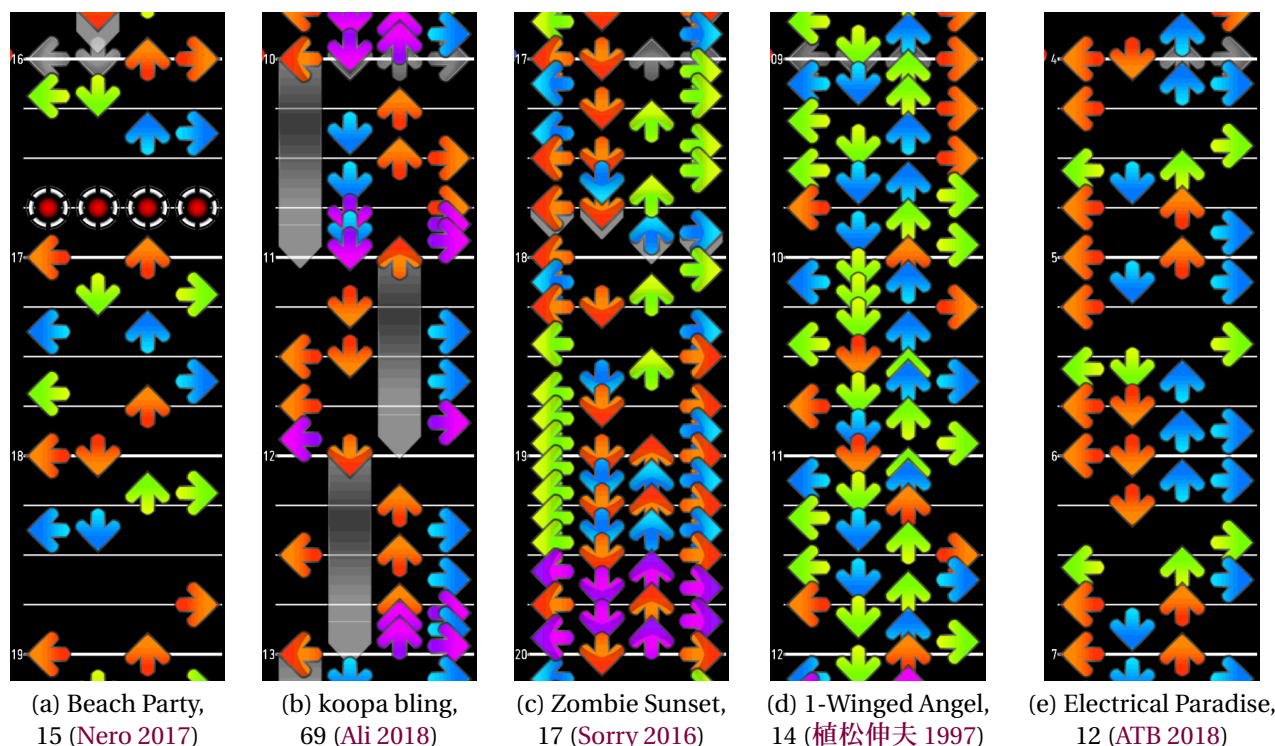 16
17
18
19
10
11
12
13
17
18
19
20
09
10
11
12
4
5
6
7
(a) Beach Party,
15 (Nero 2017)
(b) koopa bling,
69 (Ali 2018)
(c) Zombie Sunset,
17 (Sorry 2016)
(d) 1-Winged Angel,
14 (植松伸夫 1997)
(e) Electrical Paradise,
12 (ATB 2018)